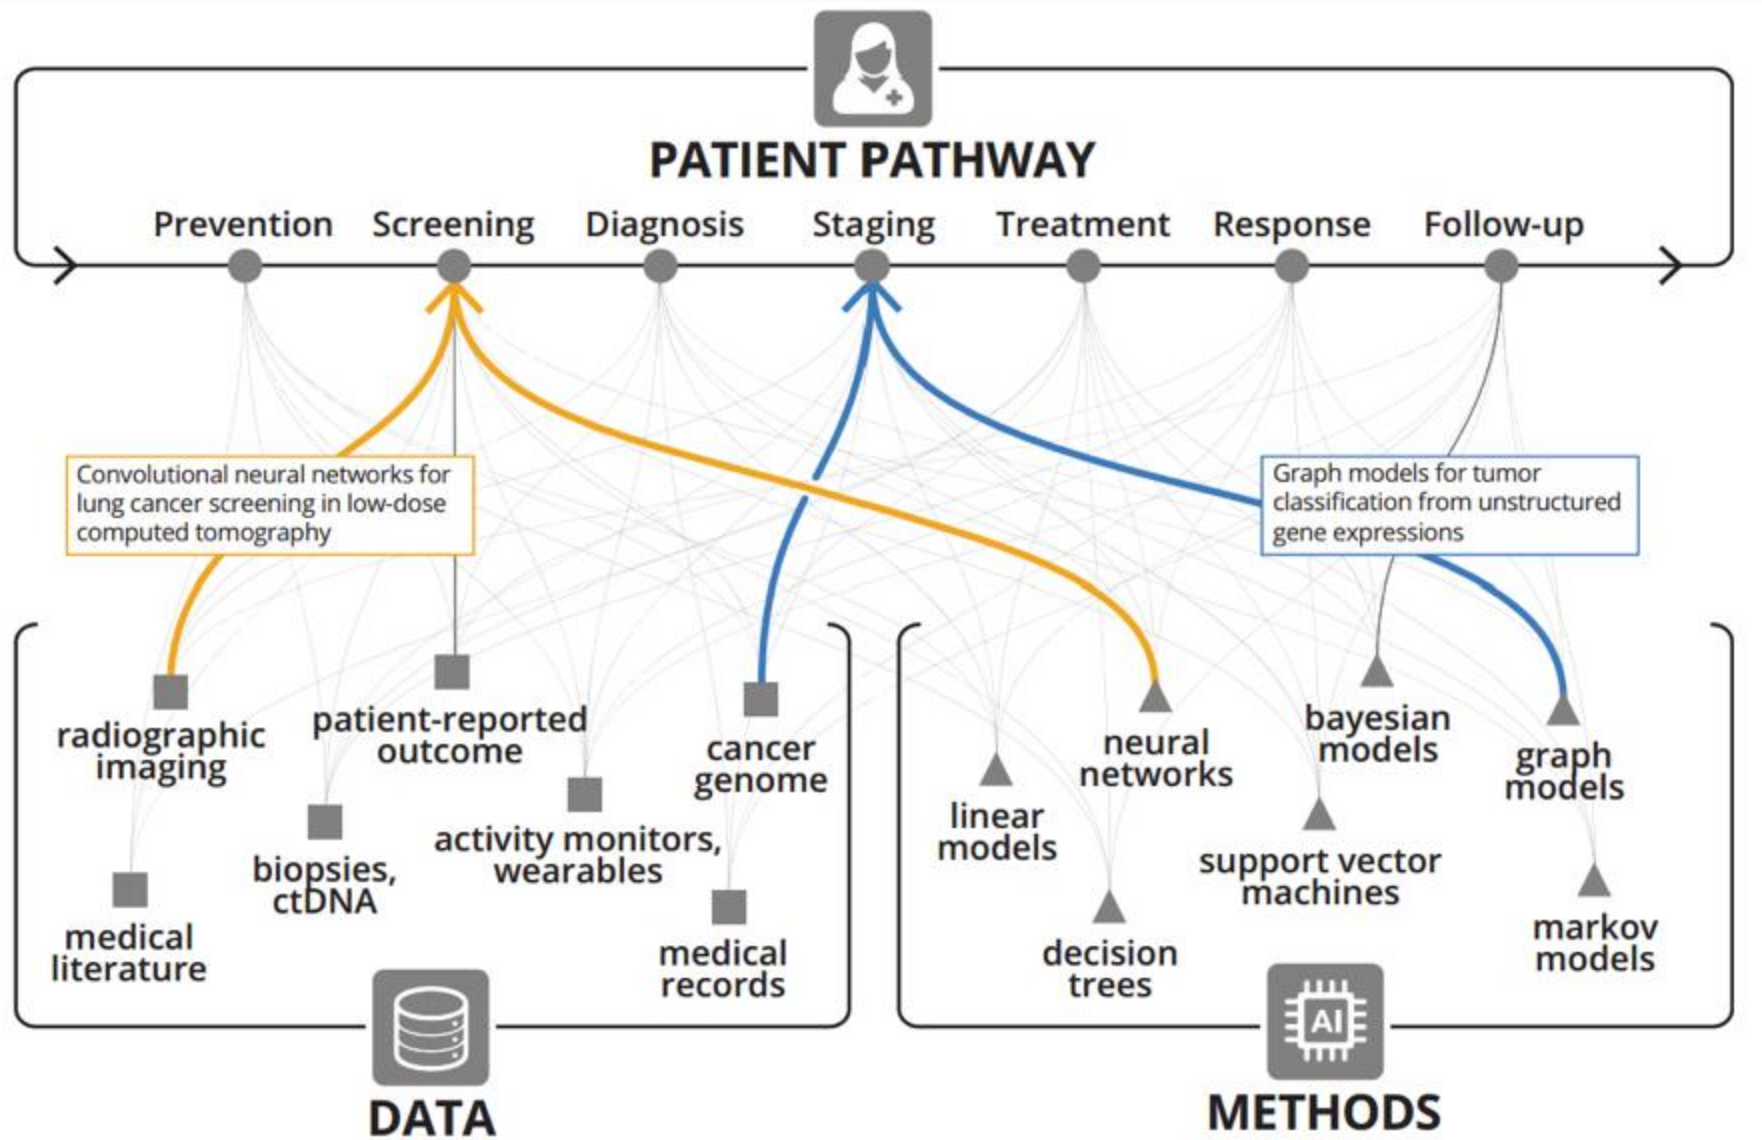 PATIENT PATHWAY
Prevention
Screening
Diagnosis
Staging
Treatment
Response
Follow-up
Convolutional neural networks for
lung cancer screening in low-dose
computed tomography
Graph models for tumor
classification from unstructured
gene expressions
radiographic
imaging
patient-reported
outcome
cancer
genome
medical
literature
biopsies,
ctDNA
activity monitors,
wearables
medical
records
DATA
linear
models
neural
networks
bayesian
models
graph
models
decision
trees
support vector
machines
markov
models
AI
METHODS